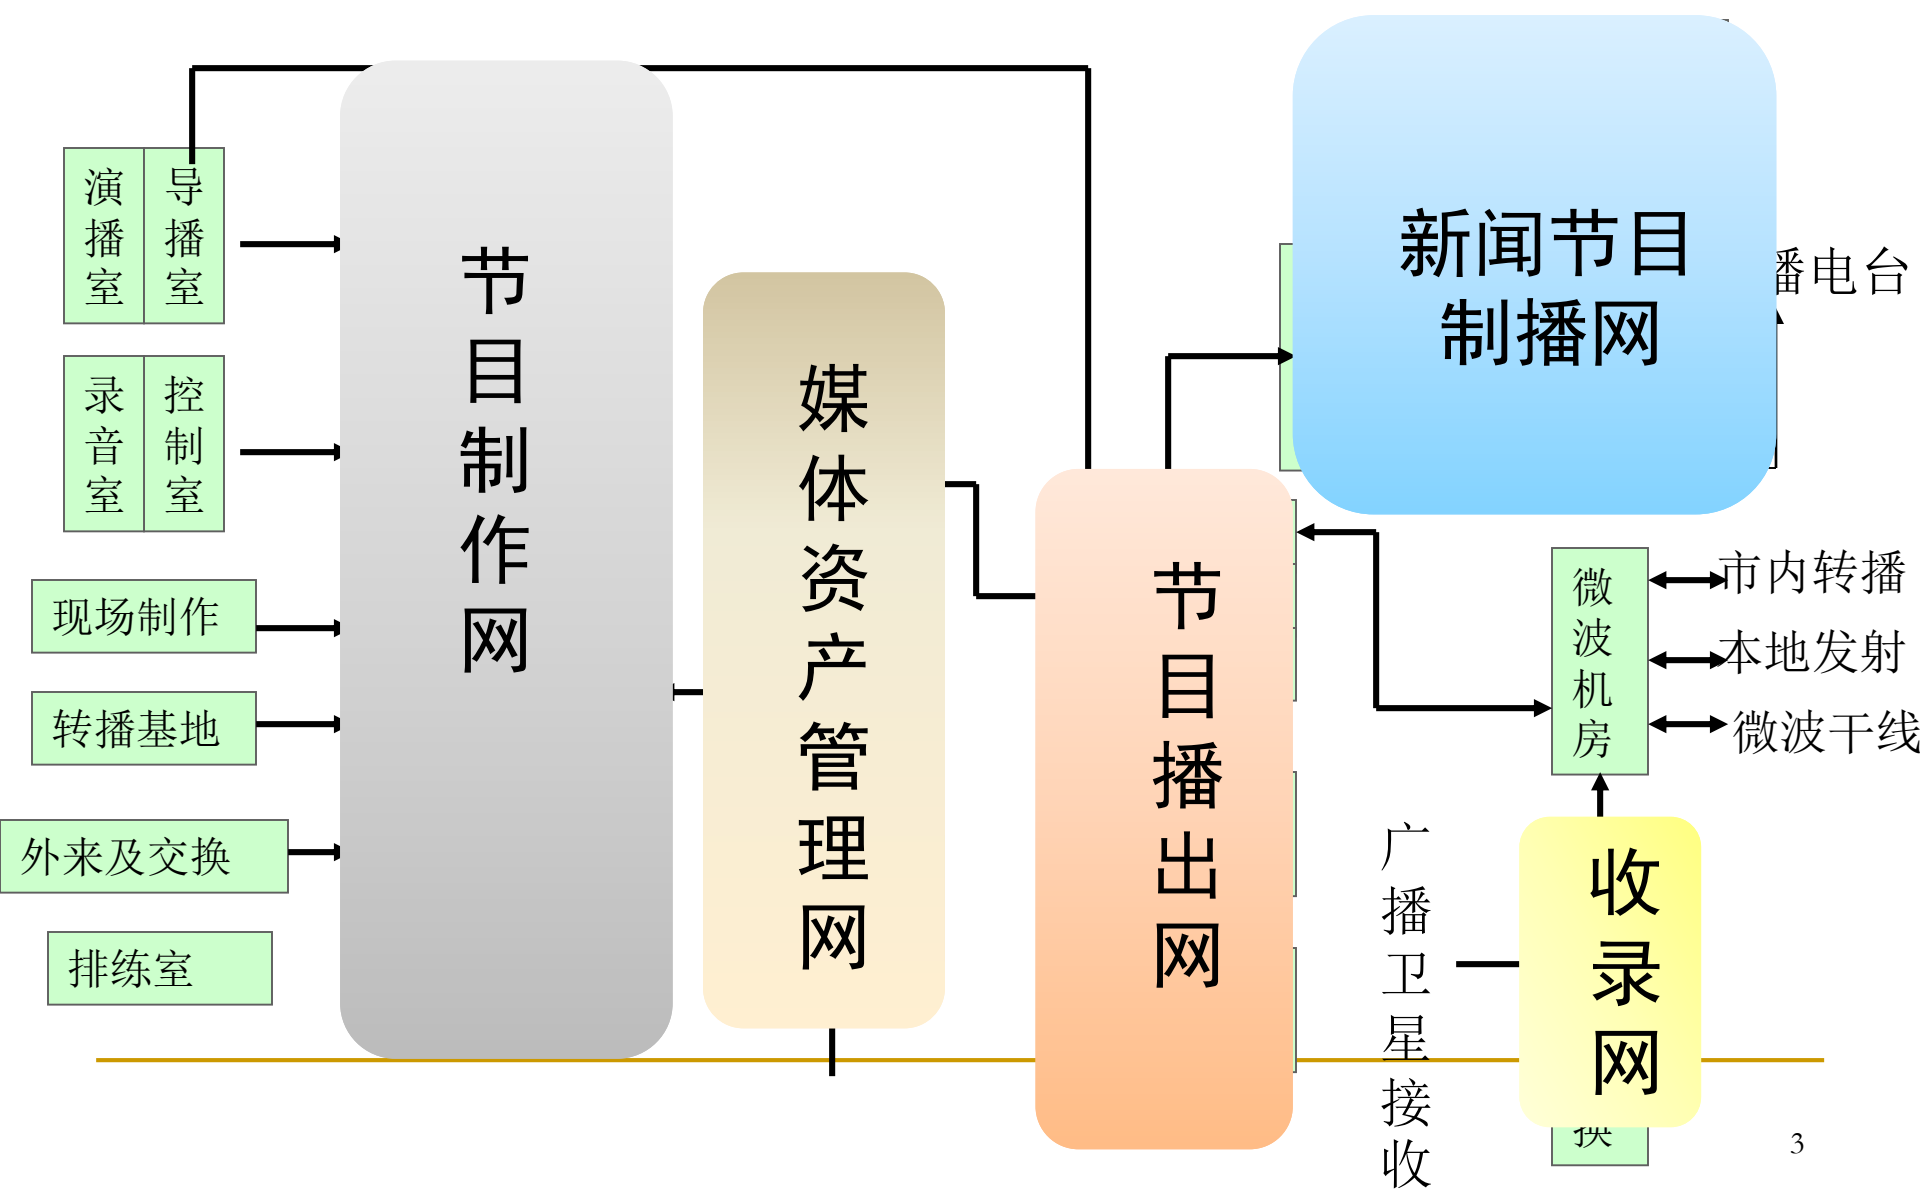 演播室
导播室
录音室
控制室
现场制作
转播基地
外来及交换
排练室
节目制作网
媒体资产管理网
节目播出网
新闻节目
制播网
播电台
微波机房
市内转播
本地发射
微波干线
广播卫星接收
收录网
换
3